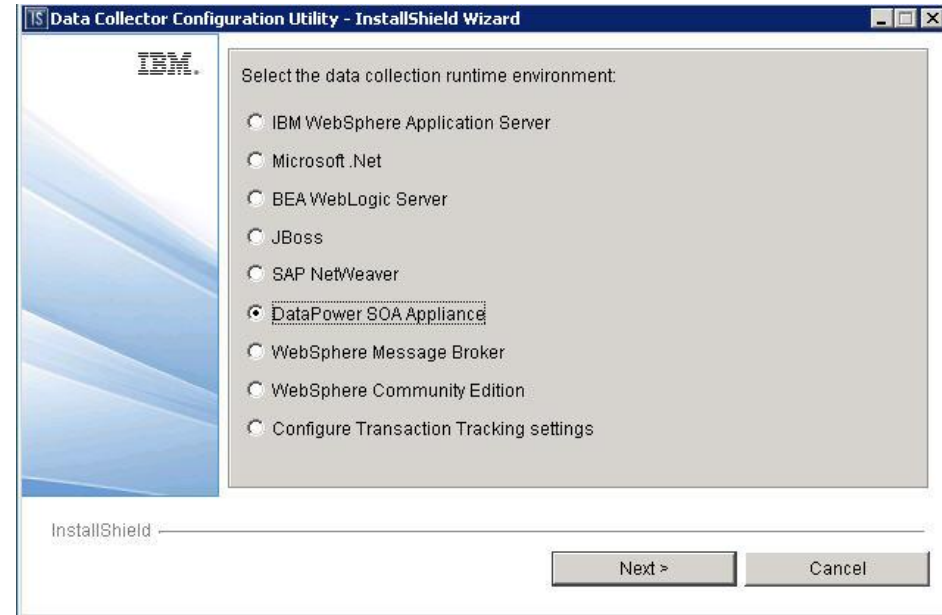 TS Data Collector Configuration Utility - InstallShield Wizard
IBM.
Select the data collection runtime environment:
IBM WebSphere Application Server
Microsoft .Net
BEA WebLogic Server
JBoss
SAP NetWeaver
DataPower SOA Appliance
WebSphere Message Broker
WebSphere Community Edition
Configure Transaction Tracking settings
InstallShield
Next >
Cancel